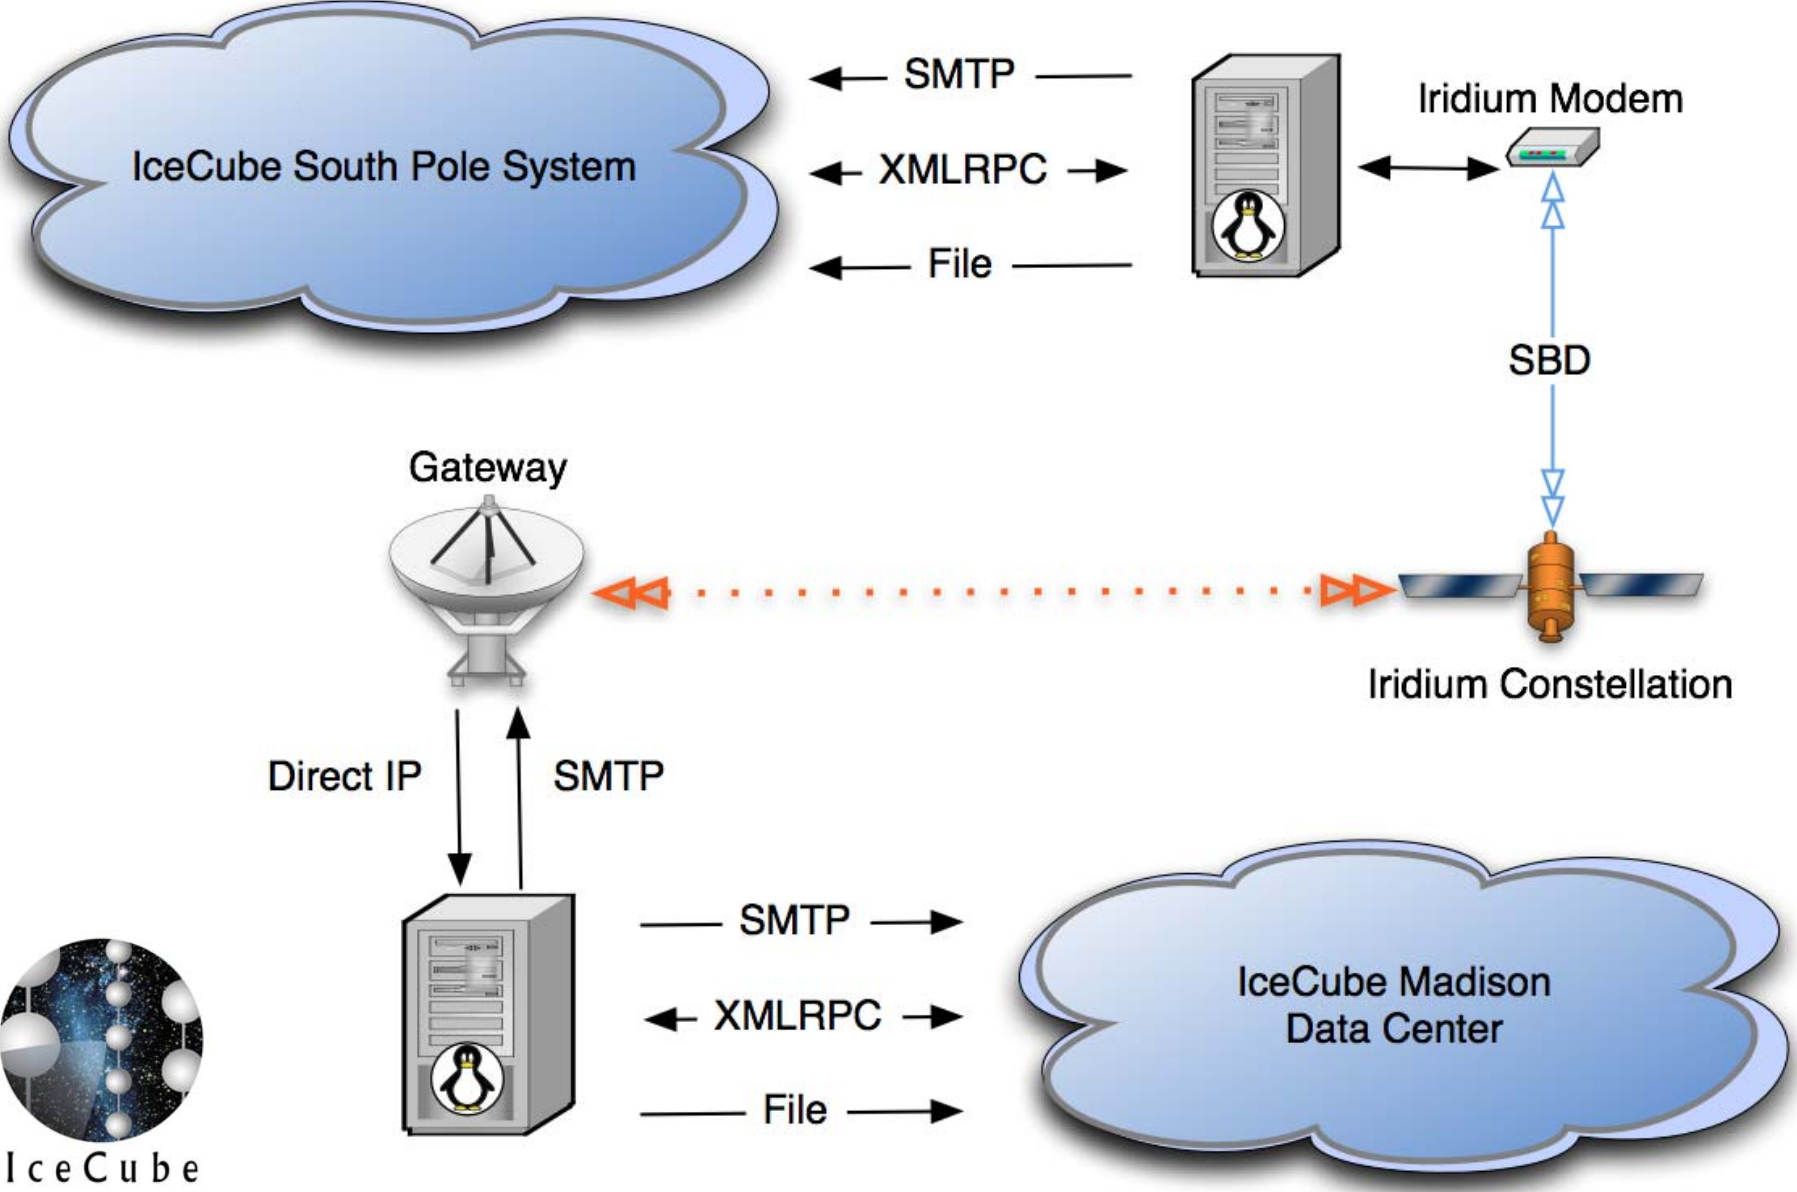 SMTP
Iridium Modem
IceCube South Pole System
XMLRPC
File
SBD
Gateway
Iridium Constellation
Direct IP
SMTP
SMTP
IceCube Madison
Data Center
XMLRPC
File
IceCube